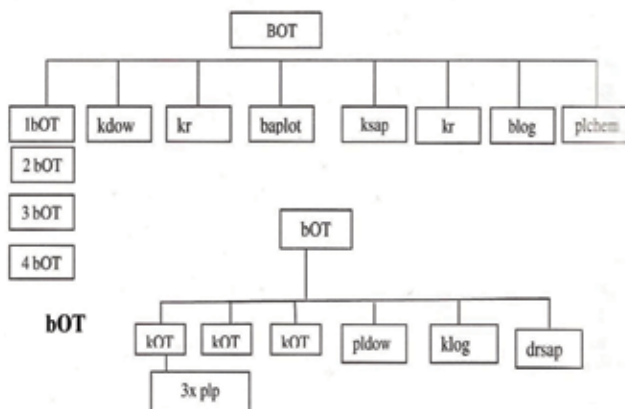 BOT
1bOT kdow kr baplot ksap kr blog plchem
2 bOT
3 bOT
4 bOT
bOT
bOT
kOT kOT kOT pldow klog drsap
3x plp